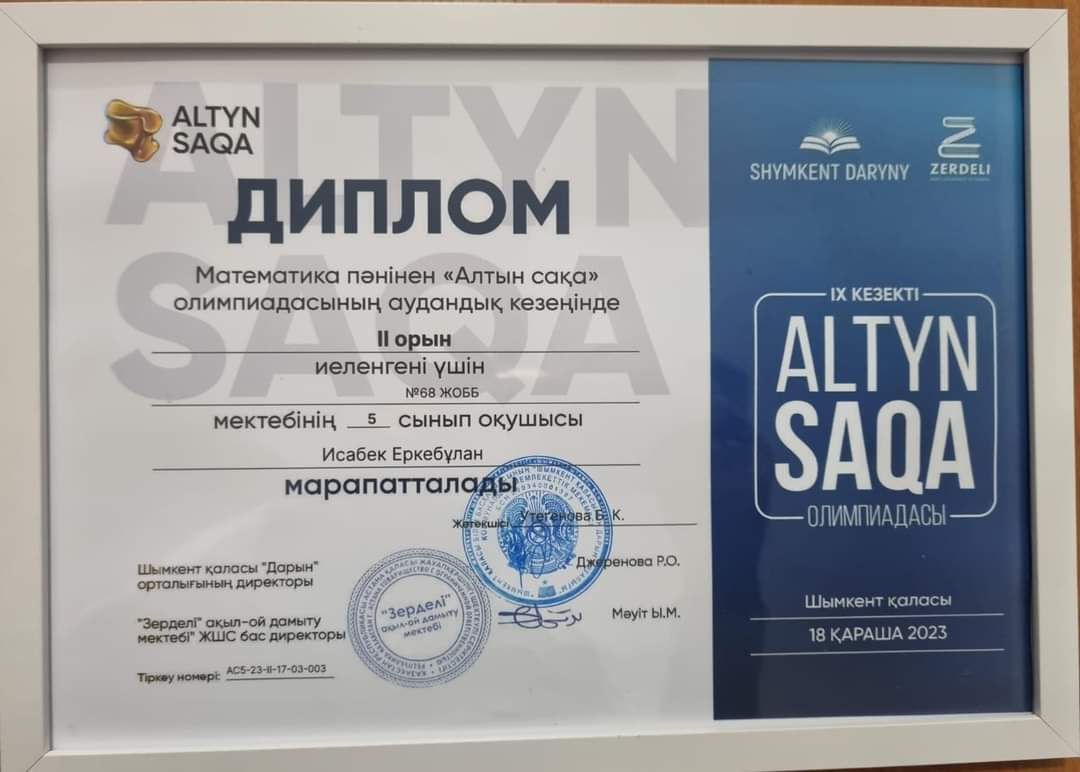 ALTYN
SAQA
ДИПЛОМ
Математика пәнінен «Алтын сақа»
олимпиадасының аудандық кезеңінде
II орын
иеленгені үшін
№68 ЖОББ
мектебінің 5 сынып оқушысы
Исабек Еркебұлан
марапатталады
Жетекшісі Утегенова Б. К.
Шымкент қаласы "Дарын"
орталығының директоры
Джеренова Р.О.
"Зерделі" ақыл-ой дамыту
мектебі" ЖШС бас директоры
Мәуіт Ы.М.
Тіркеу номері: AC5-23-II-17-03-003
"Зерделі"
ақыл-ой дамыту
мектебі
ALTYN
SAQA
SHYMKENT DARYNY
ZERDELI
IX КЕЗЕКТІ
ALTYN
SAQA
ОЛИМПИАДАСЫ
Шымкент қаласы
18 ҚАРАША 2023